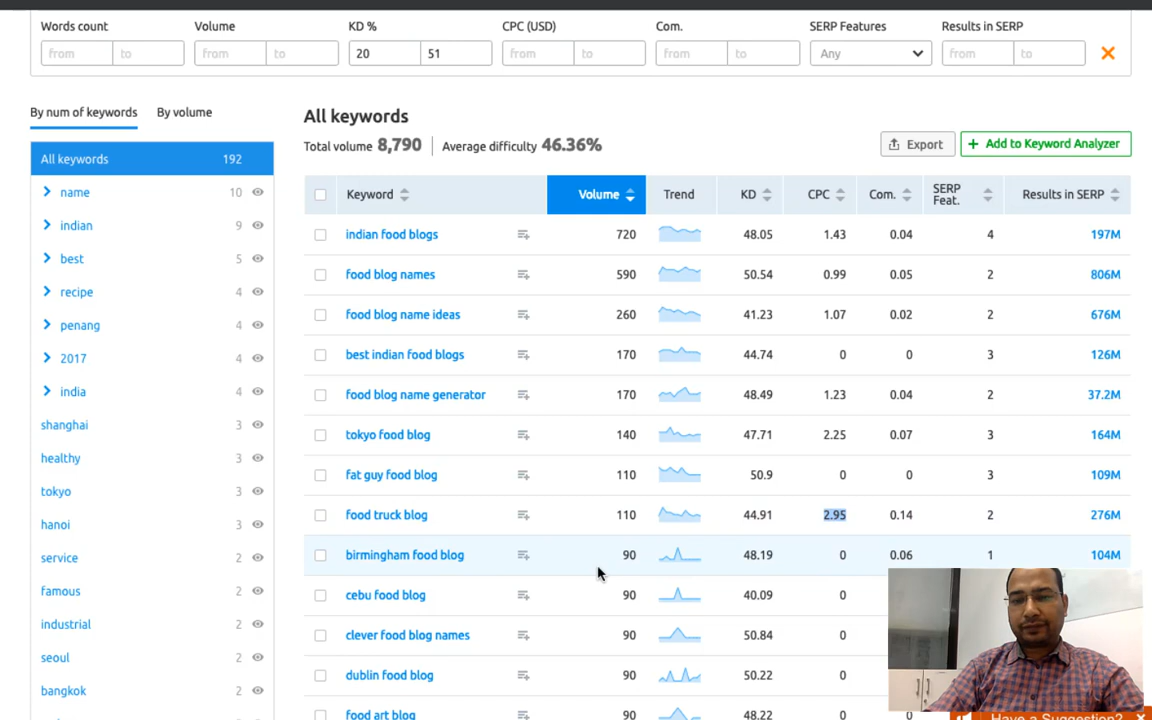 Words count Volume KD % CPC (USD) Com. SERP Features Results in SERP
from to from to 20 51 from to from to Any from to
By num of keywords By volume
All keywords
Total volume 8,790 Average difficulty 46.36%
Export + Add to Keyword Analyzer
All keywords 192
name 10
indian 9
best 5
recipe 4
penang 4
2017 4
india 4
shanghai 3
healthy 3
tokyo 3
hanoi 3
service 2
famous 2
industrial 2
seoul 2
bangkok 2
Keyword Volume Trend KD CPC Com. SERP Feat. Results in SERP
indian food blogs 720 48.05 1.43 0.04 4 197M
food blog names 590 50.54 0.99 0.05 2 806M
food blog name ideas 260 41.23 1.07 0.02 2 676M
best indian food blogs 170 44.74 0 0 3 126M
food blog name generator 170 48.49 1.23 0.04 2 37.2M
tokyo food blog 140 47.71 2.25 0.07 3 164M
fat guy food blog 110 50.9 0 0 3 109M
food truck blog 110 44.91 2.95 0.14 2 276M
birmingham food blog 90 48.19 0 0.06 1 104M
cebu food blog 90 40.09 0
clever food blog names 90 50.84 0
dublin food blog 90 50.22 0
food art blog 90 48.22 0 0
Have a Suggestion?